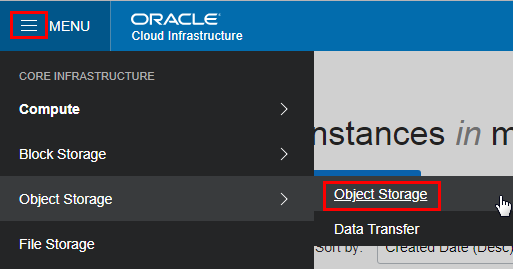 MENU
ORACLE
Cloud Infrastructure
CORE INFRASTRUCTURE
Compute
Block Storage
Object Storage
File Storage
Object Storage
Data Transfer
in
Sort by:
Created Date (Desc)